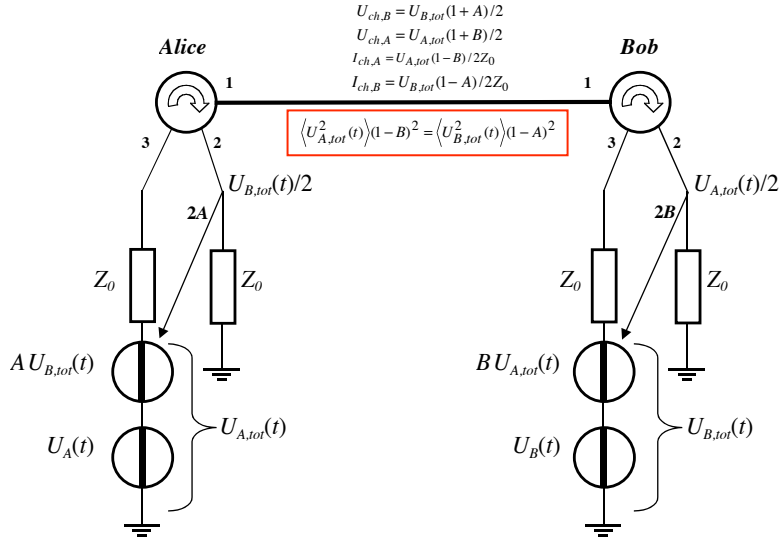 U_{ch,B} = U_{B,tot}(1+A)/2
U_{ch,A} = U_{A,tot}(1+B)/2
I_{ch,A} = U_{A,tot}(1−B)/2Z_0
I_{ch,B} = U_{B,tot}(1−A)/2Z_0
Alice
Bob
1
1
⟨U²_{A,tot}(t)⟩(1−B)² = ⟨U²_{B,tot}(t)⟩(1−A)²
3
2
3
2
U_{B,tot}(t)/2
U_{A,tot}(t)/2
2A
2B
Z_0
Z_0
Z_0
Z_0
A U_{B,tot}(t)
B U_{A,tot}(t)
U_{A,tot}(t)
U_{B,tot}(t)
U_A(t)
U_B(t)